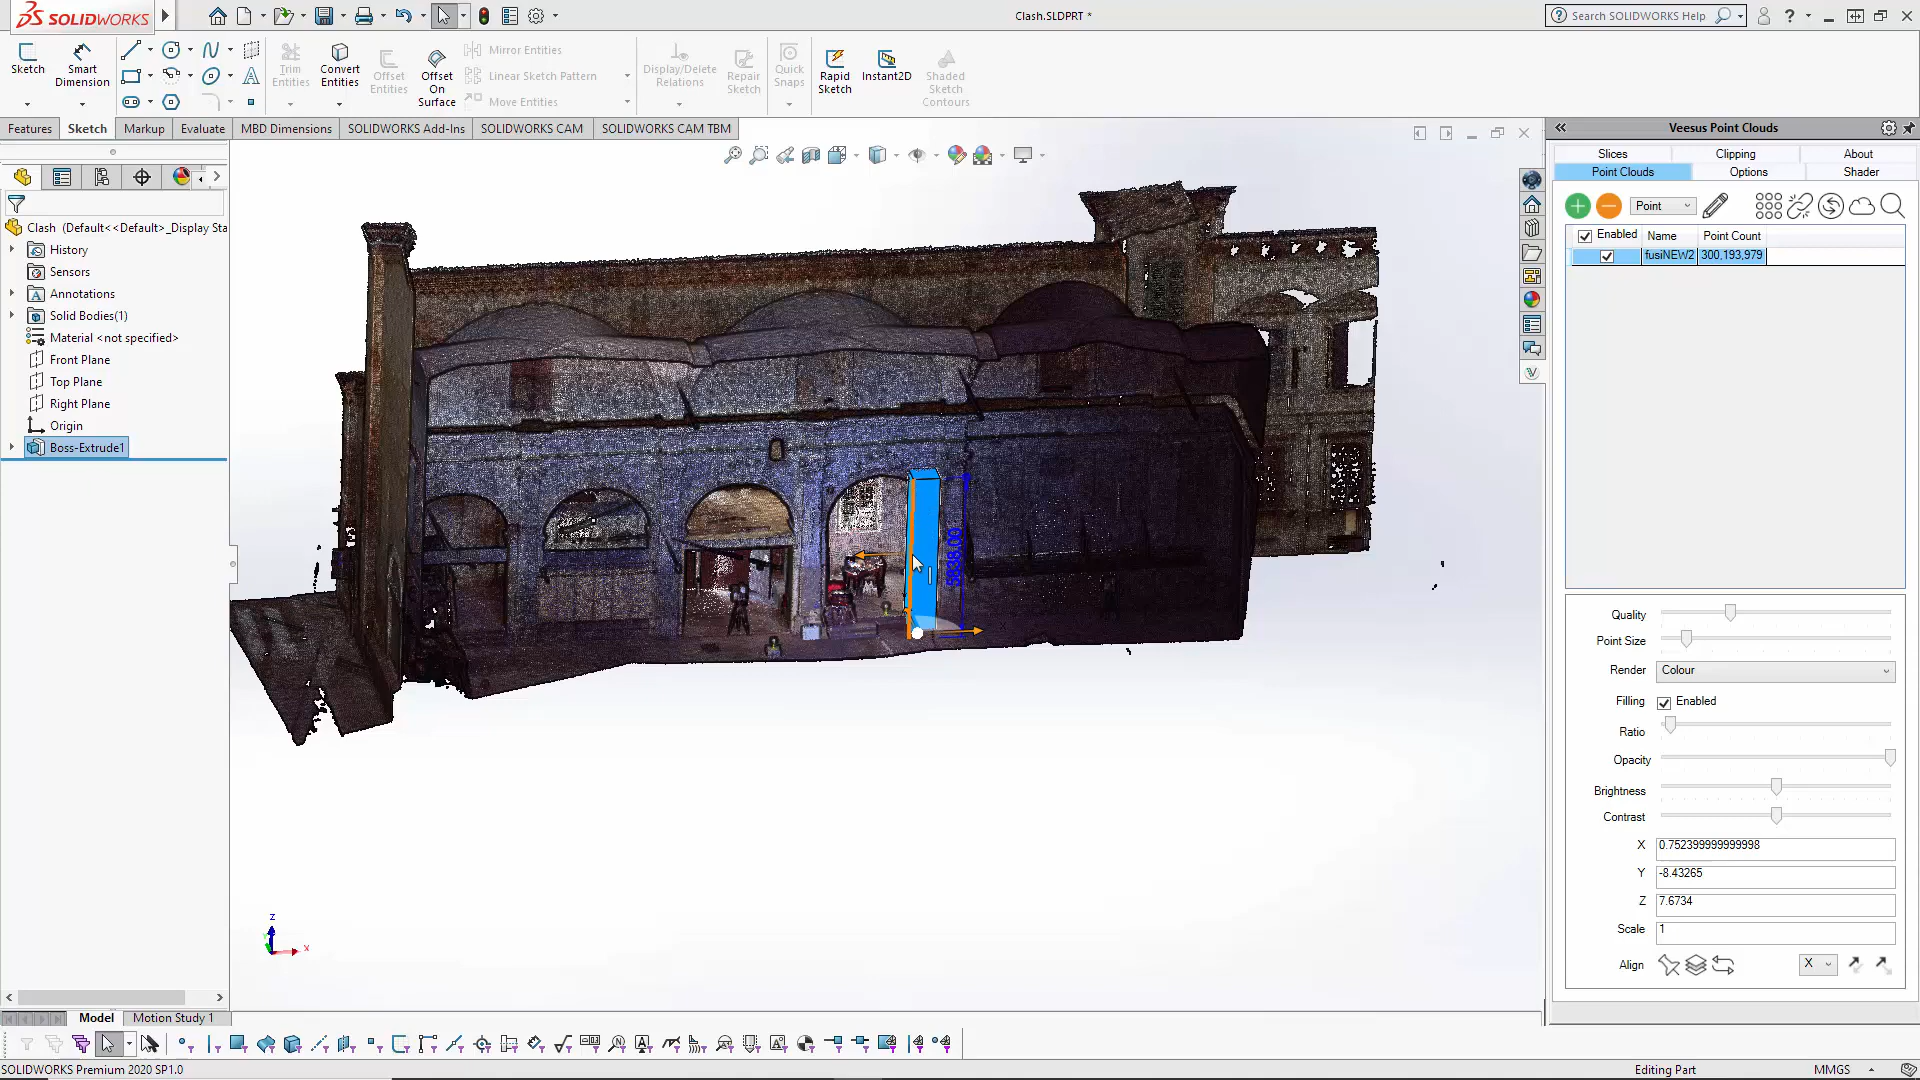 SOLIDWORKS
Clash.SLDPRT *
Search SOLIDWORKS Help
?
Sketch
Smart Dimension
Trim Entities
Convert Entities
Offset Entities
Offset On Surface
Mirror Entities
Linear Sketch Pattern
Move Entities
Display/Delete Relations
Repair Sketch
Quick Snaps
Rapid Sketch
Instant2D
Shaded Sketch Contours
Features
Sketch
Markup
Evaluate
MBD Dimensions
SOLIDWORKS Add-Ins
SOLIDWORKS CAM
SOLIDWORKS CAM TBM
Clash (Default<<Default>_Display Sta
History
Sensors
Annotations
Solid Bodies(1)
Material <not specified>
Front Plane
Top Plane
Right Plane
Origin
Boss-Extrude1
Z
X
Veesus Point Clouds
Slices
Clipping
About
Point Clouds
Options
Shader
Point
Enabled
Name
Point Count
fusiNEW2
300,193,979
Quality
Point Size
Render
Colour
Filling
Enabled
Ratio
Opacity
Brightness
Contrast
X
0.752399999999998
Y
-8.43265
Z
7.6734
Scale
1
Align
X
Model
Motion Study 1
SOLIDWORKS Premium 2020 SP1.0
Editing Part
MMGS